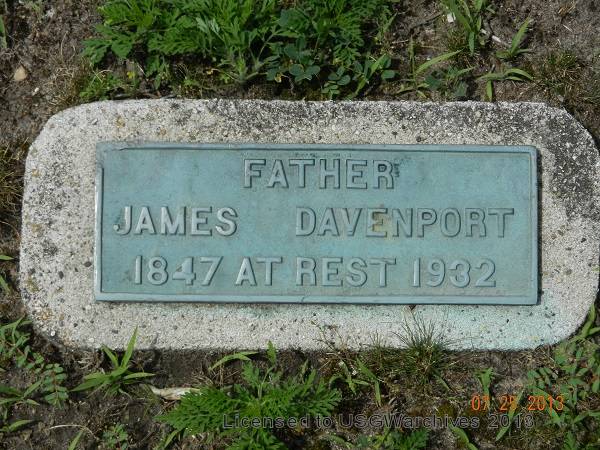 FATHER
JAMES DAVENPORT
1847 AT REST 1932
07 28 2013
Licensed to USGWarchives 2013